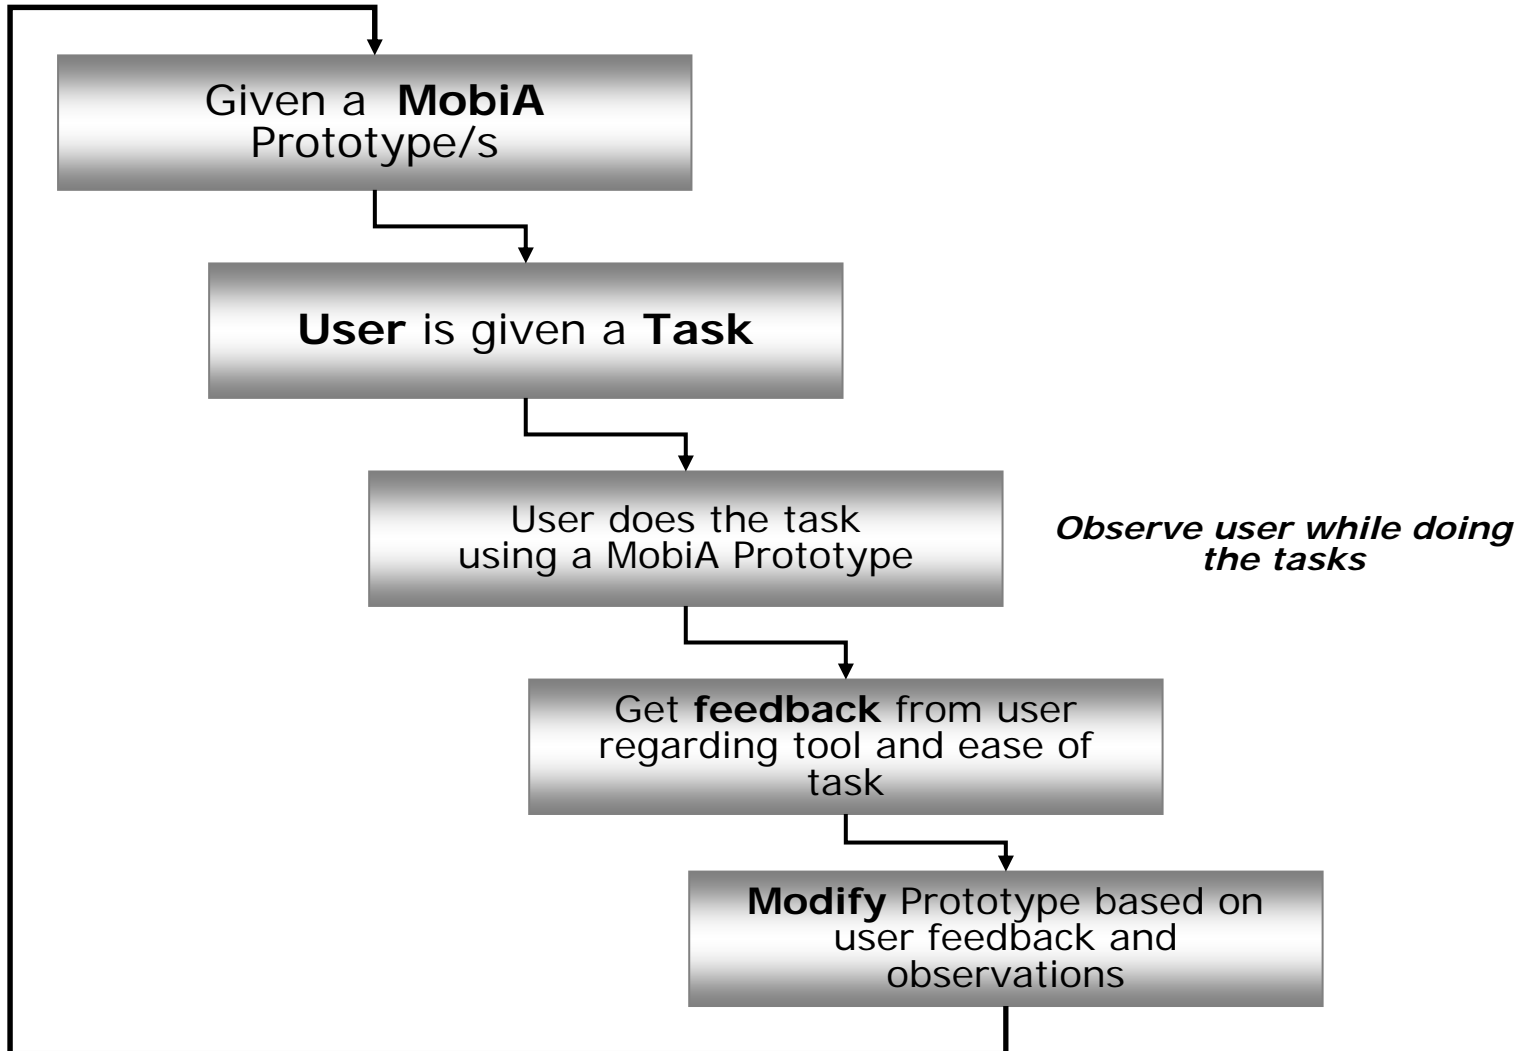 Given a MobiA
Prototype/s
User is given a Task
User does the task
using a MobiA Prototype
Observe user while doing
the tasks
Get feedback from user
regarding tool and ease of
task
Modify Prototype based on
user feedback and
observations